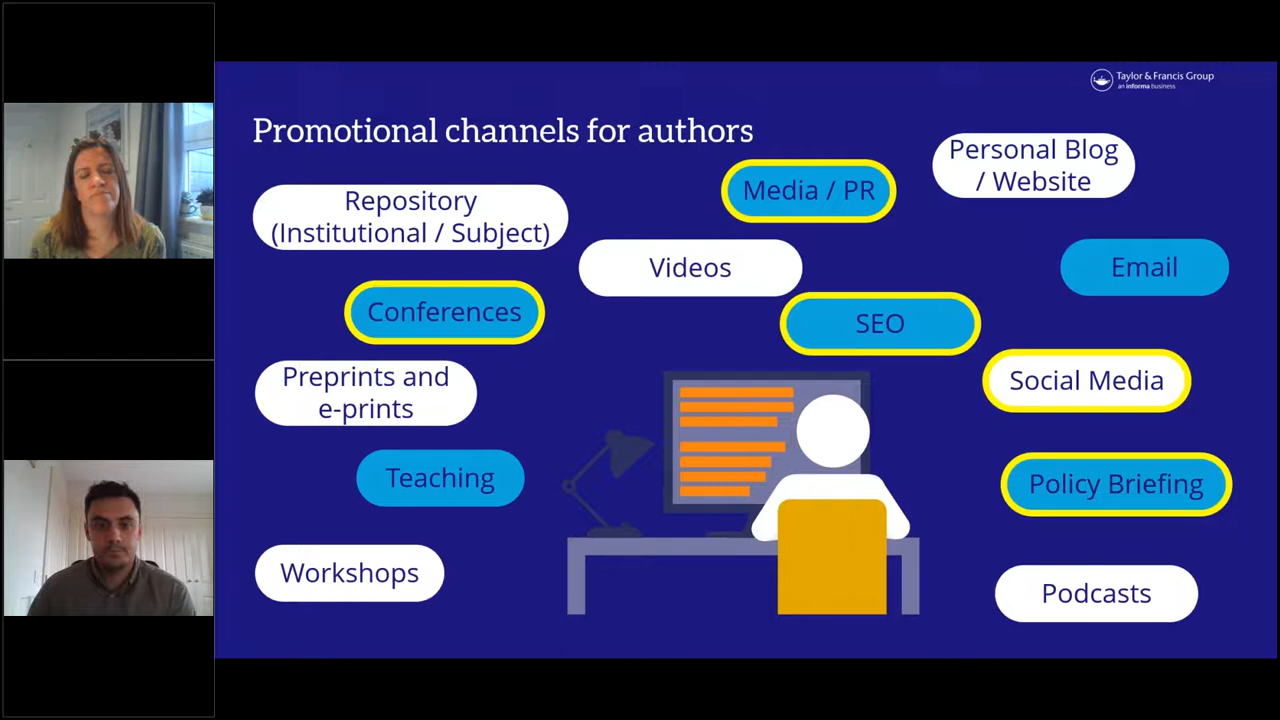 Taylor & Francis Group
an informa business
Promotional channels for authors
Personal Blog
/ Website
Media / PR
Repository
(Institutional / Subject)
Videos
Email
Conferences
SEO
Preprints and
e-prints
Social Media
Teaching
Policy Briefing
Workshops
Podcasts